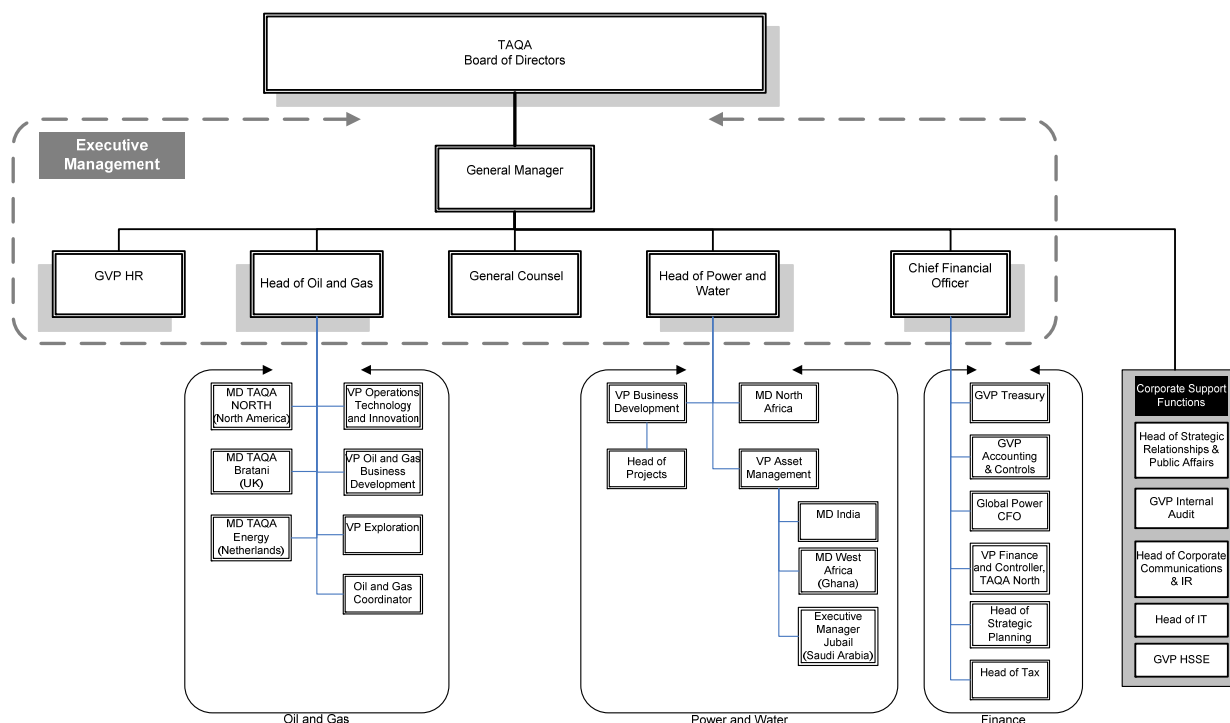 TAQA
Board of Directors
Executive
Management
General Manager
GVP HR
Head of Oil and Gas
General Counsel
Head of Power and
Water
Chief Financial
Officer
MD TAQA
NORTH
(North America)
VP Operations
Technology
and Innovation
MD TAQA
Bratani
(UK)
VP Oil and Gas
Business
Development
MD TAQA
Energy
(Netherlands)
VP Exploration
Oil and Gas
Coordinator
Oil and Gas
VP Business
Development
MD North
Africa
Head of
Projects
VP Asset
Management
MD India
MD West
Africa
(Ghana)
Executive
Manager
Jubail
(Saudi Arabia)
Power and Water
GVP Treasury
GVP
Accounting
& Controls
Global Power
CFO
VP Finance
and Controller,
TAQA North
Head of
Strategic
Planning
Head of Tax
Finance
Corporate Support
Functions
Head of Strategic
Relationships &
Public Affairs
GVP Internal
Audit
Head of Corporate
Communications
& IR
Head of IT
GVP HSSE